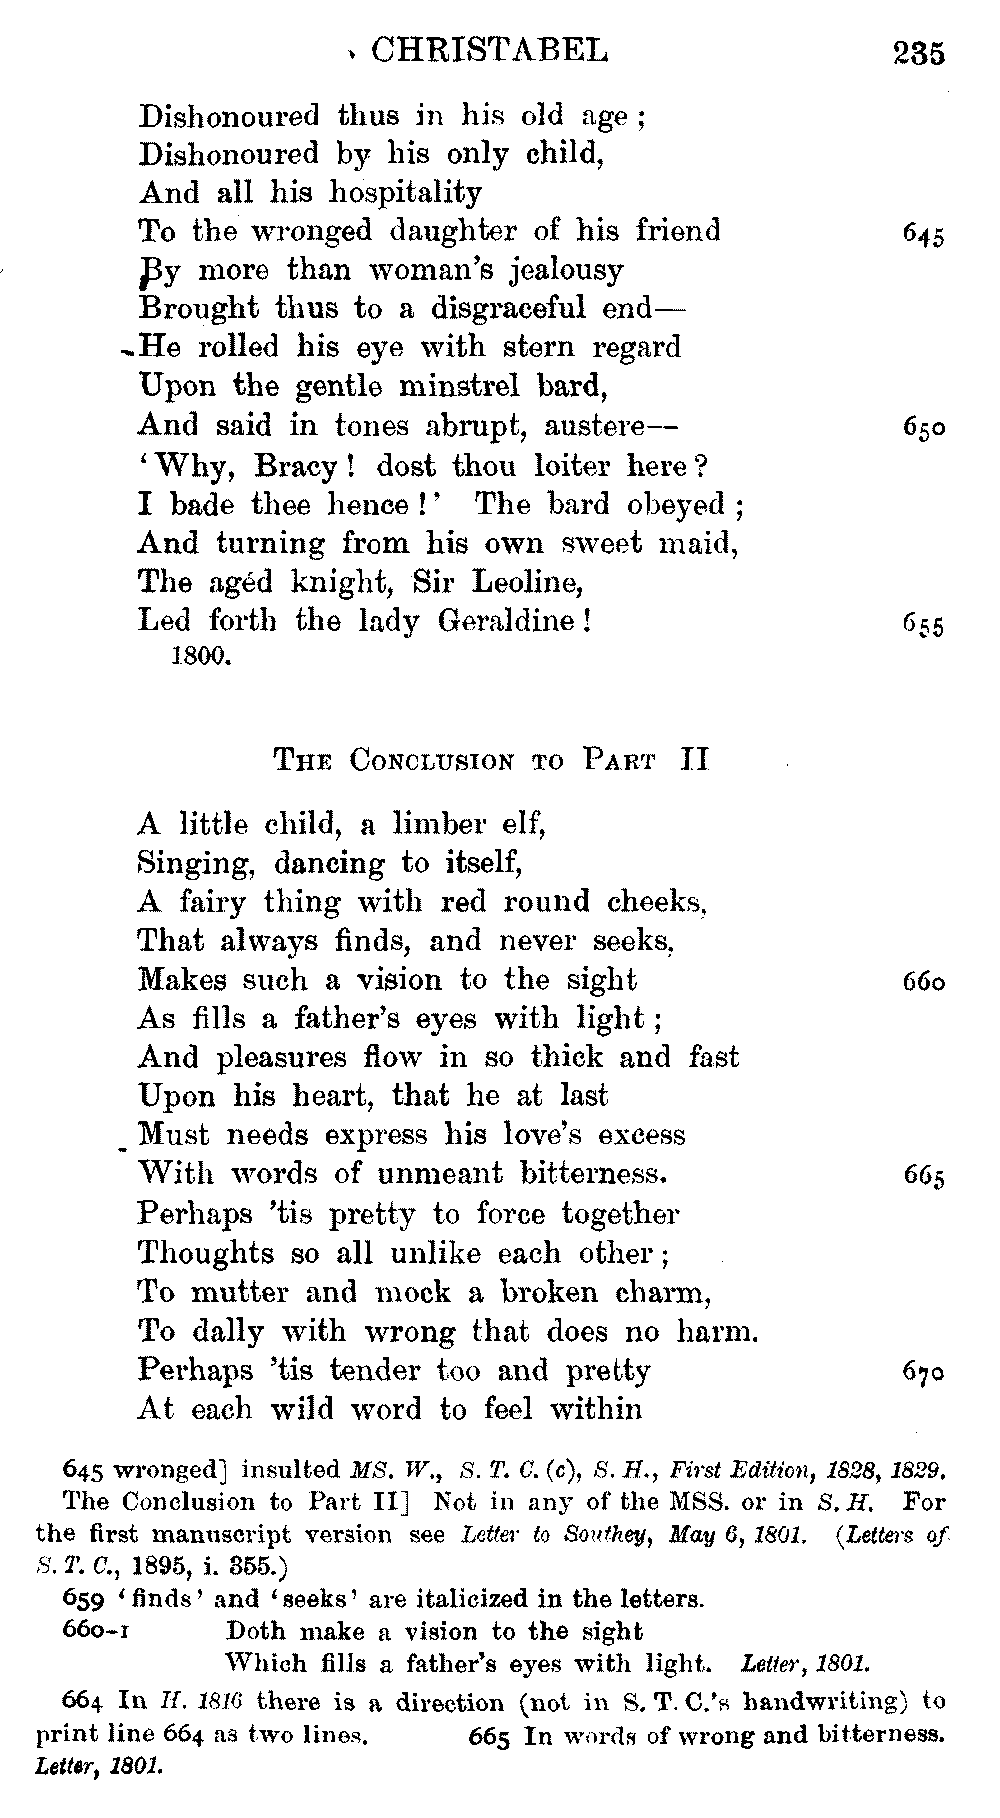 CHRISTABEL 235
Dishonoured thus in his old age ;
Dishonoured by his only child,
And all his hospitality
To the wronged daughter of his friend 645
By more than woman's jealousy
Brought thus to a disgraceful end—
He rolled his eye with stern regard
Upon the gentle minstrel bard,
And said in tones abrupt, austere— 650
‘Why, Bracy ! dost thou loiter here ?
I bade thee hence !’ The bard obeyed ;
And turning from his own sweet maid,
The agéd knight, Sir Leoline,
Led forth the lady Geraldine ! 655
1800.
THE CONCLUSION TO PART II
A little child, a limber elf,
Singing, dancing to itself,
A fairy thing with red round cheeks,
That always finds, and never seeks,
Makes such a vision to the sight 660
As fills a father's eyes with light ;
And pleasures flow in so thick and fast
Upon his heart, that he at last
Must needs express his love's excess
With words of unmeant bitterness. 665
Perhaps 'tis pretty to force together
Thoughts so all unlike each other ;
To mutter and mock a broken charm,
To dally with wrong that does no harm.
Perhaps 'tis tender too and pretty 670
At each wild word to feel within
645 wronged] insulted MS. W., S. T. C. (c), S. H., First Edition, 1828, 1829.
The Conclusion to Part II] Not in any of the MSS. or in S. H. For
the first manuscript version see Letter to Southey, May 6, 1801. (Letters of
S. T. C., 1895, i. 355.)
659 ‘finds’ and ‘seeks’ are italicized in the letters.
660-1 Doth make a vision to the sight
Which fills a father's eyes with light. Letter, 1801.
664 In H. 1816 there is a direction (not in S. T. C.'s handwriting) to
print line 664 as two lines. 665 In words of wrong and bitterness.
Letter, 1801.